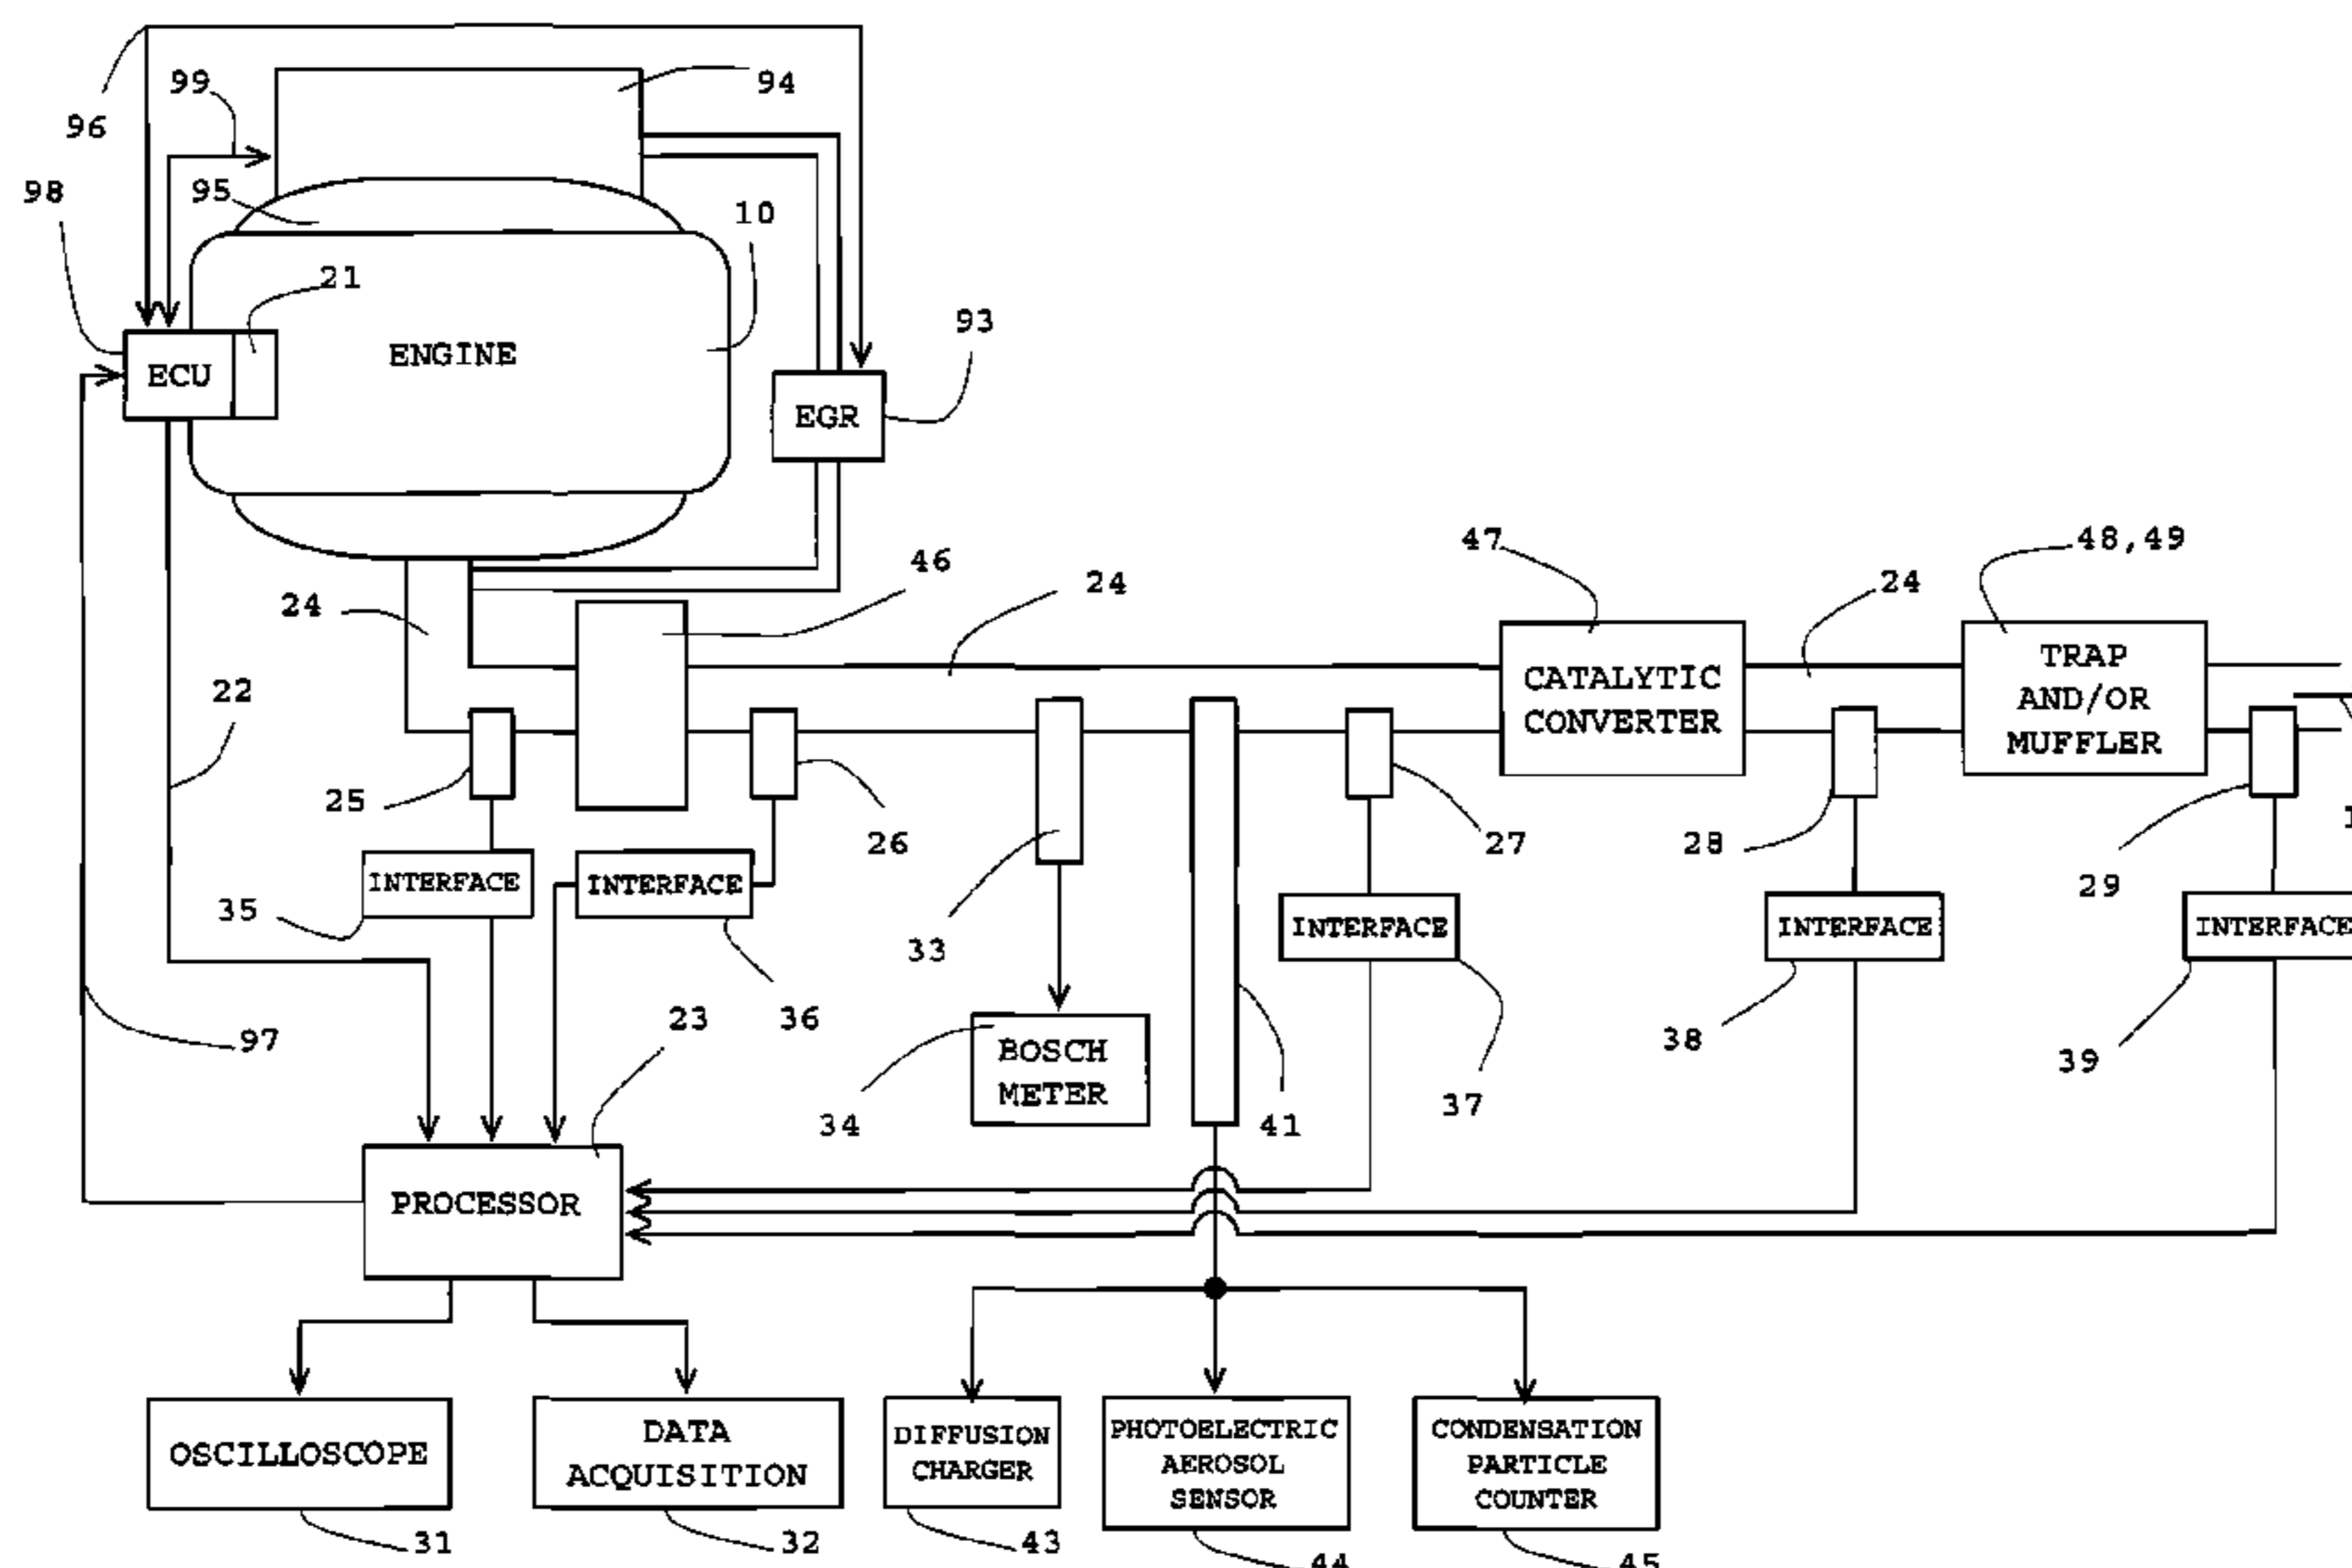 94
99
96
98
95
10
21
93
ENGINE
ECU
EGR
47
48,49
46
24
24
24
TRAP
AND/OR
MUFFLER
CATALYTIC
CONVERTER
22
25
26
27
28
29
INTERFACE
INTERFACE
35
33
INTERFACE
INTERFACE
INTERFACE
97
23
36
38
39
BOSCH
METER
37
34
41
PROCESSOR
OSCILLOSCOPE
DATA
ACQUISITION
DIFFUSION
CHARGER
PHOTOELECTRIC
AEROSOL
SENSOR
CONDENSATION
PARTICLE
COUNTER
31
32
43
44
45